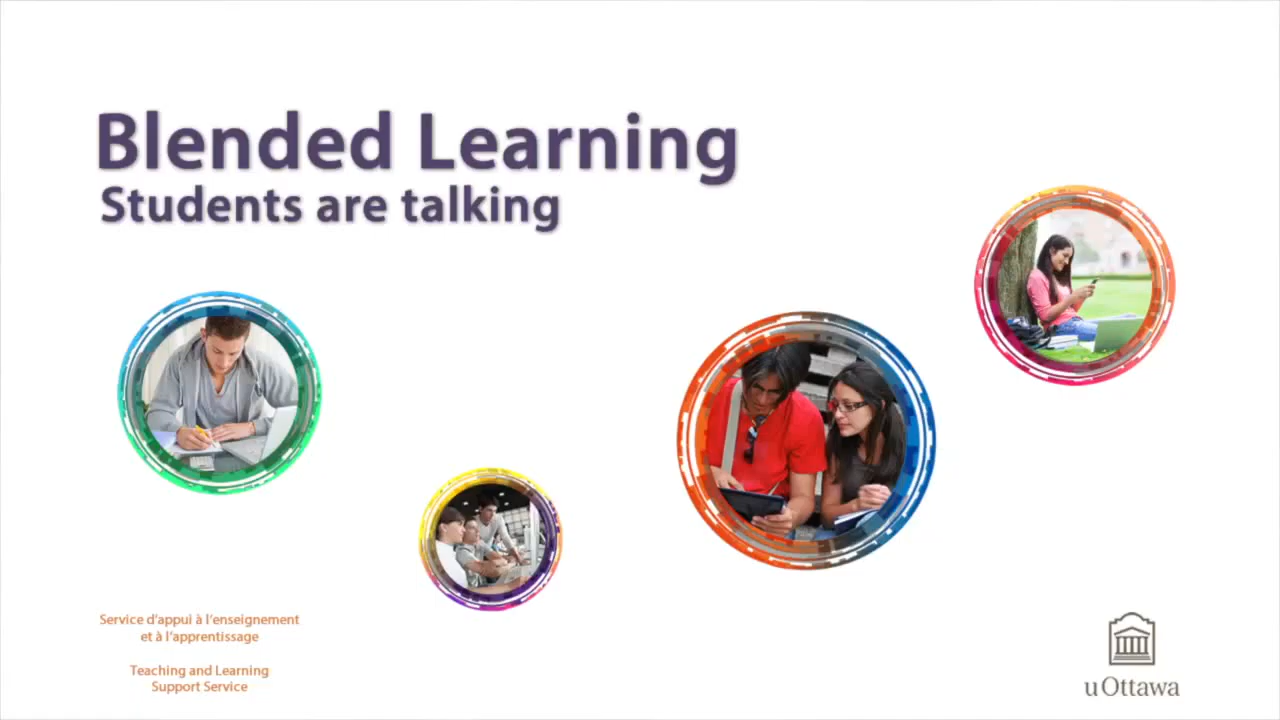 Blended Learning
Students are talking
Service d'appui à l'enseignement
et à l'apprentissage
Teaching and Learning
Support Service
uOttawa